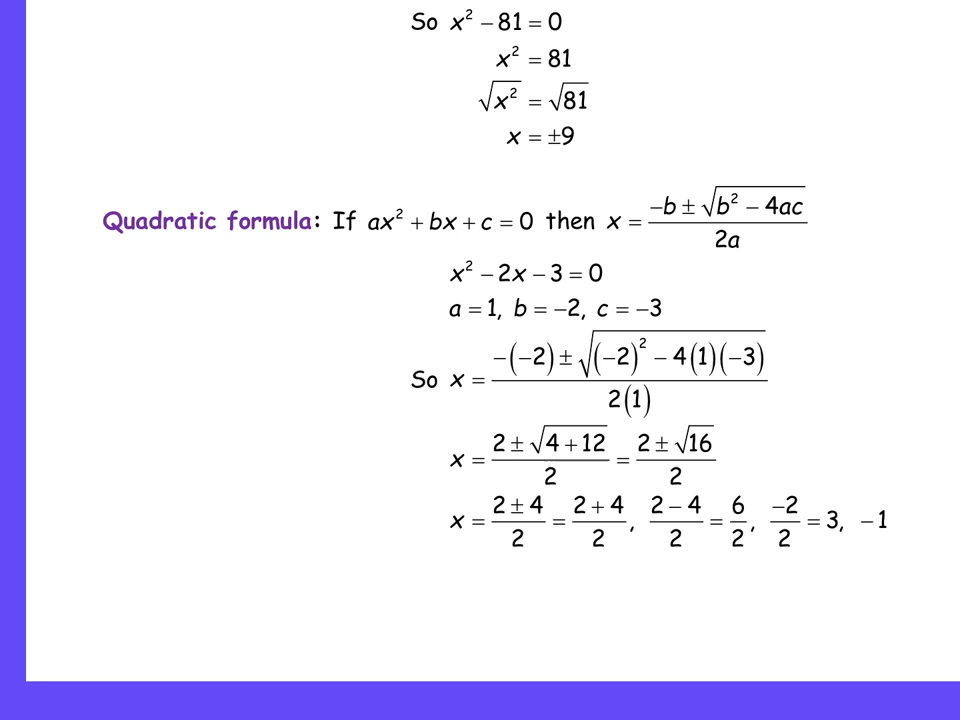 So x² − 81 = 0
x² = 81
√x² = √81
x = ±9
Quadratic formula: If ax² + bx + c = 0 then x = (−b ± √(b² − 4ac)) / 2a
x² − 2x − 3 = 0
a = 1, b = −2, c = −3
So x = (−(−2) ± √((−2)² − 4(1)(−3))) / 2(1)
x = (2 ± √(4 + 12)) / 2 = (2 ± √16) / 2
x = (2 ± 4) / 2 = (2 + 4) / 2, (2 − 4) / 2 = 6/2, −2/2 = 3, −1